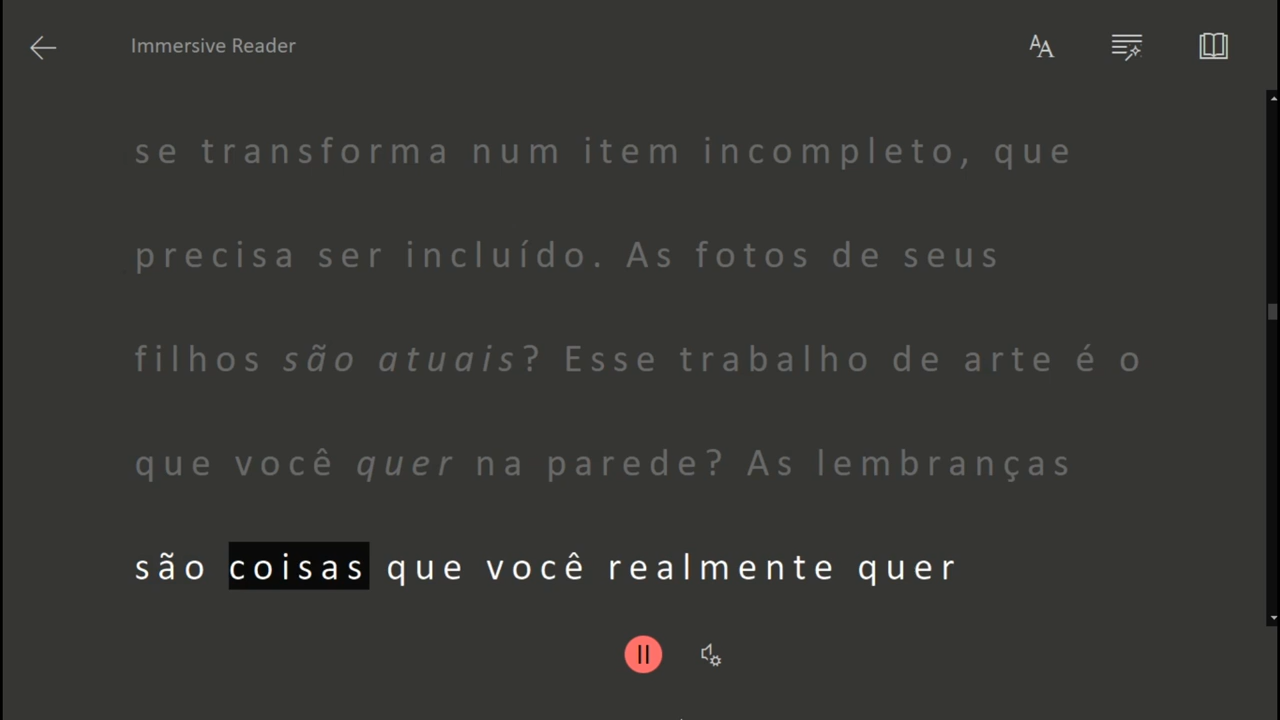 Immersive Reader
se transforma num item incompleto, que
precisa ser incluído. As fotos de seus
filhos são atuais? Esse trabalho de arte é o
que você quer na parede? As lembranças
são coisas que você realmente quer